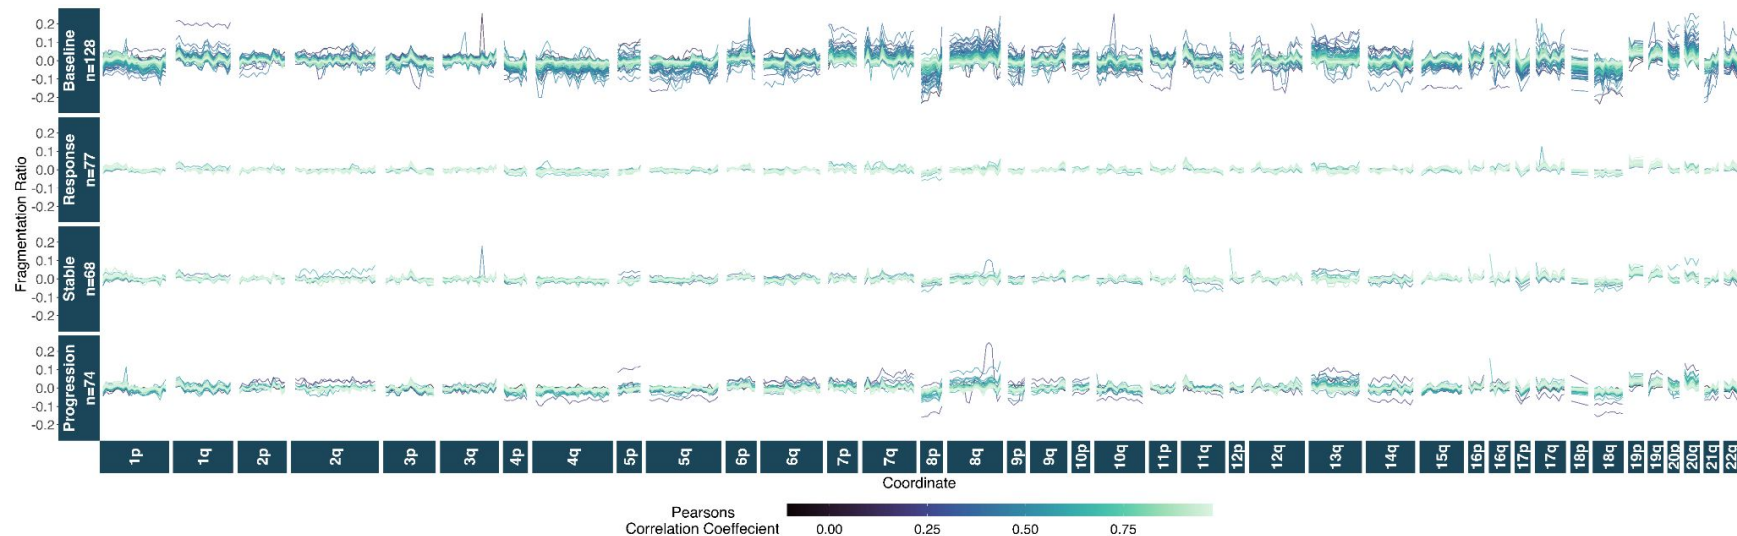 Fragmentation Ratio
Baseline
n=128
0.2
0.1
0.0
-0.1
-0.2
Response
n=77
0.2
0.1
0.0
-0.1
-0.2
Stable
n=68
0.2
0.1
0.0
-0.1
-0.2
Progression
n=74
0.2
0.1
0.0
-0.1
-0.2
1p 1q 2p 2q 3p 3q 4p 4q 5p 5q 6p 6q 7p 7q 8p 8q 9p 9q 10p 10q 11p 11q 12p 12q 13q 14q 15q 16p 16q 17p 17q 18p 18q 19p 19q 20p 20q 21q 22q
Coordinate
Pearsons
Correlation Coeffecient
0.00 0.25 0.50 0.75